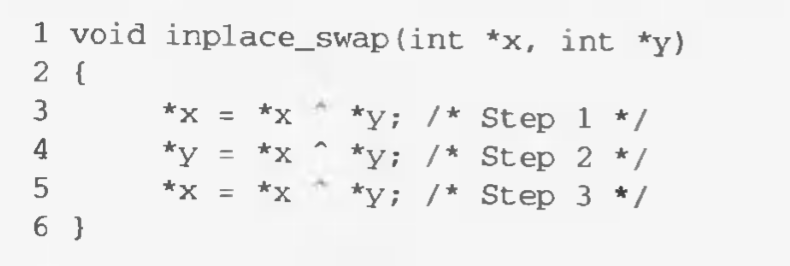 1 void inplace_swap(int *x, int *y)
2 {
3 *x = *x ^ *y; /* Step 1 */
4 *y = *x ^ *y; /* Step 2 */
5 *x = *x ^ *y; /* Step 3 */
6 }